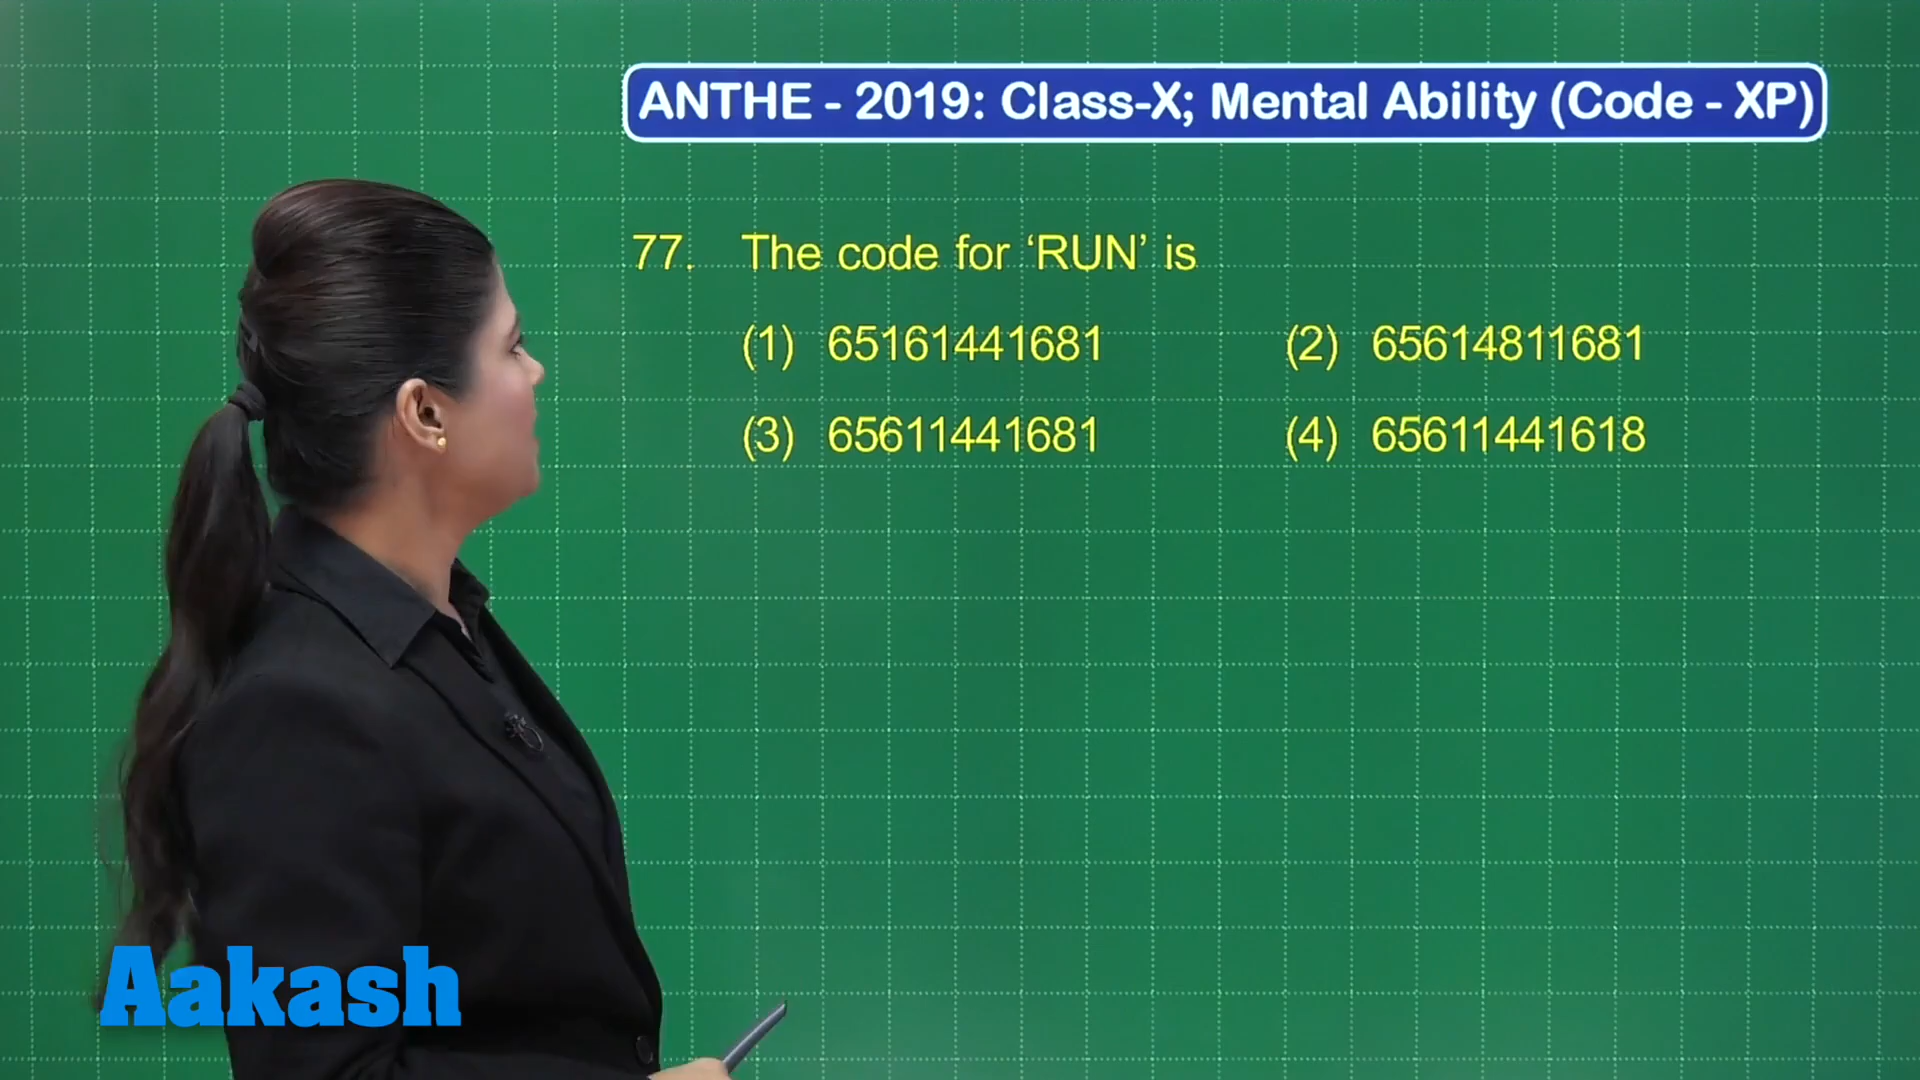 ANTHE - 2019: Class-X; Mental Ability (Code - XP)
77. The code for ‘RUN’ is
(1) 65161441681 (2) 65614811681
(3) 65611441681 (4) 65611441618
Aakash